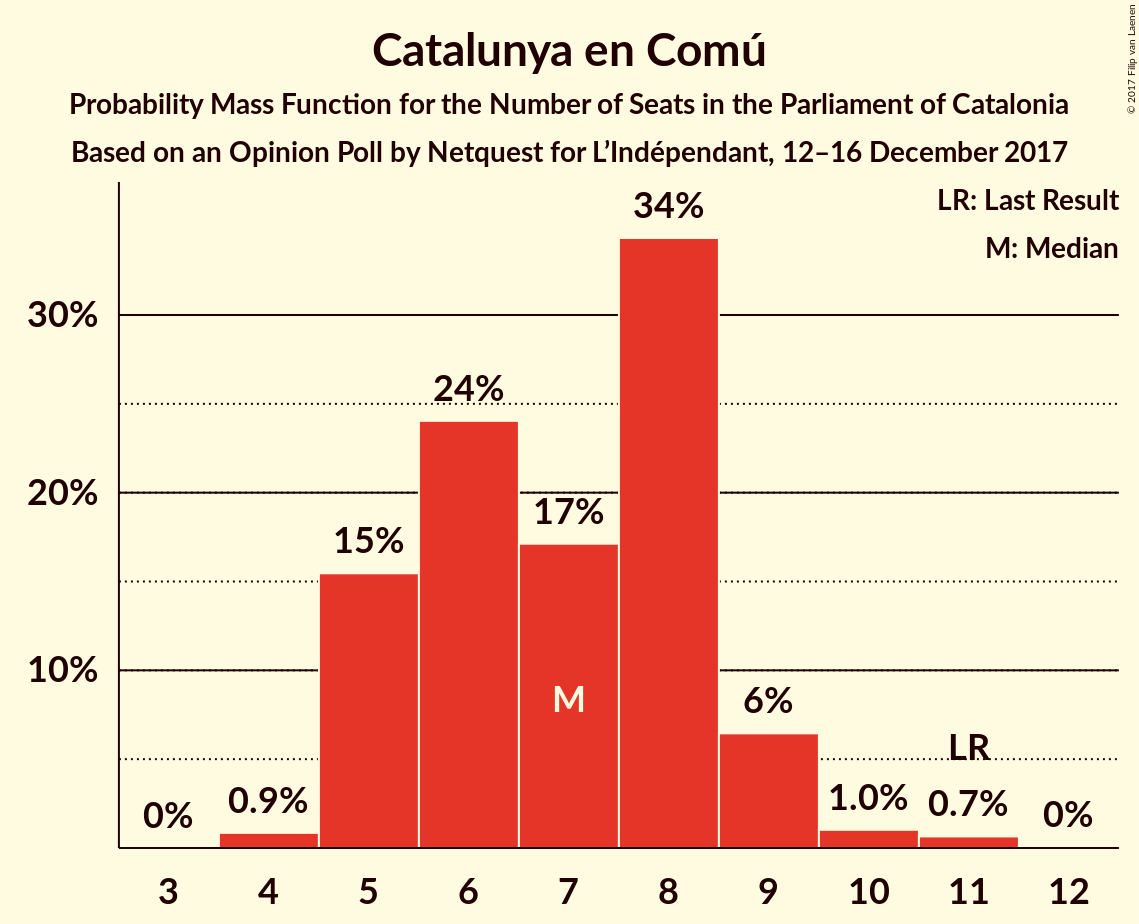 Catalunya en Comú
Probability Mass Function for the Number of Seats in the Parliament of Catalonia
Based on an Opinion Poll by Netquest for L’Indépendant, 12–16 December 2017
© 2017 Filip van Laenen
LR: Last Result
M: Median
34%
30%
24%
20%
17%
15%
10%
M
6%
LR
0%
0.9%
1.0%
0.7%
0%
3 4 5 6 7 8 9 10 11 12